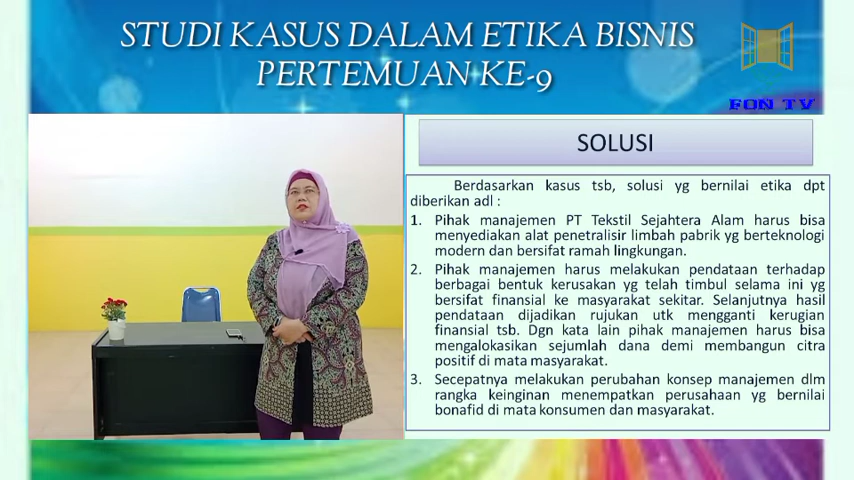 STUDI KASUS DALAM ETIKA BISNIS
PERTEMUAN KE-9
FON TV
SOLUSI
Berdasarkan kasus tsb, solusi yg bernilai etika dpt
diberikan adl :
1. Pihak manajemen PT Tekstil Sejahtera Alam harus bisa
menyediakan alat penetralisir limbah pabrik yg berteknologi
modern dan bersifat ramah lingkungan.
2. Pihak manajemen harus melakukan pendataan terhadap
berbagai bentuk kerusakan yg telah timbul selama ini yg
bersifat finansial ke masyarakat sekitar. Selanjutnya hasil
pendataan dijadikan rujukan utk mengganti kerugian
finansial tsb. Dgn kata lain pihak manajemen harus bisa
mengalokasikan sejumlah dana demi membangun citra
positif di mata masyarakat.
3. Secepatnya melakukan perubahan konsep manajemen dlm
rangka keinginan menempatkan perusahaan yg bernilai
bonafid di mata konsumen dan masyarakat.